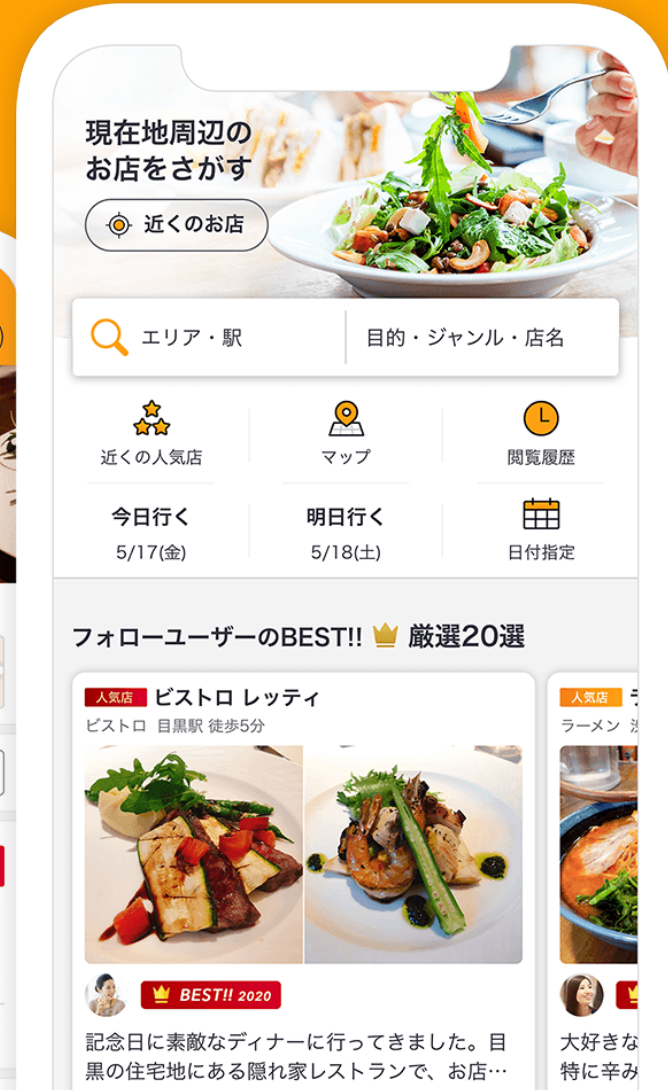 現在地周辺の
お店をさがす
近くのお店
エリア・駅
目的・ジャンル・店名
近くの人気店
マップ
閲覧履歴
今日行く
明日行く
5/17(金)
5/18(土)
日付指定
フォローユーザーのBEST!! 厳選20選
人気店 ビストロ レッティ
ビストロ 目黒駅 徒歩5分
人気店
ラーメン
BEST!! 2020
記念日に素敵なディナーに行ってきました。目
黒の住宅地にある隠れ家レストランで、お店…
大好きな
特に辛み